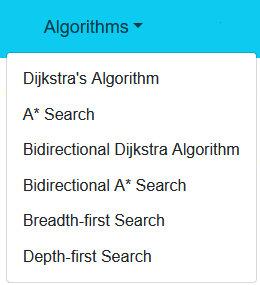 Algorithms
Dijkstra's Algorithm
A* Search
Bidirectional Dijkstra Algorithm
Bidirectional A* Search
Breadth-first Search
Depth-first Search